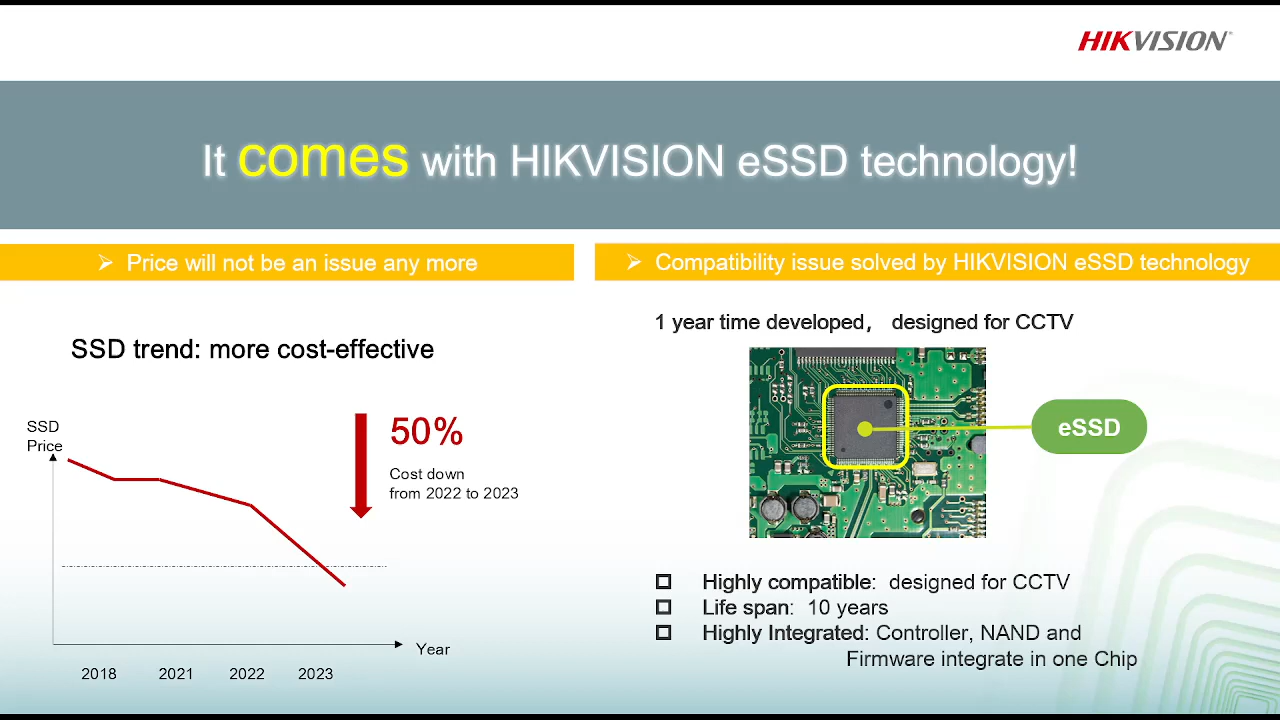 HIKVISION
It comes with HIKVISION eSSD technology!
Price will not be an issue any more
Compatibility issue solved by HIKVISION eSSD technology
SSD trend: more cost-effective
SSD
Price
50%
Cost down
from 2022 to 2023
Year
2018 2021 2022 2023
1 year time developed， designed for CCTV
eSSD
Highly compatible: designed for CCTV
Life span: 10 years
Highly Integrated: Controller, NAND and
Firmware integrate in one Chip